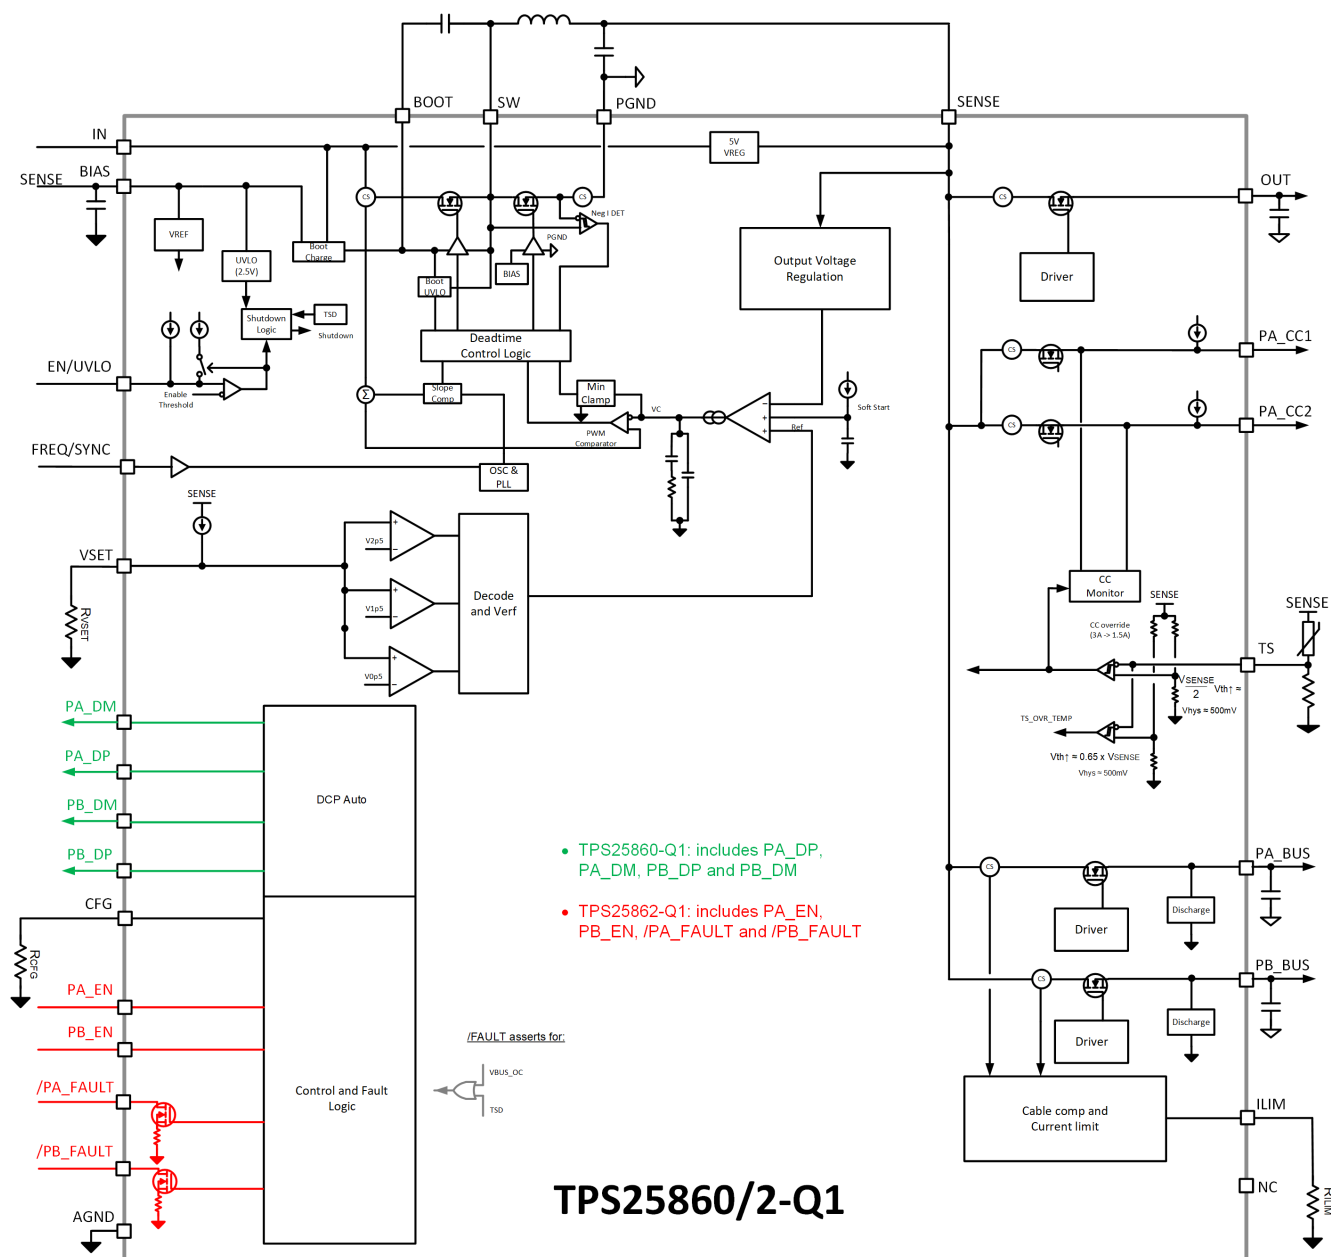 BOOT
SW
PGND
SENSE
IN
5V
VREG
BIAS
SENSE
CS
CS
CS
OUT
Neg I DET
VREF
PGND
UVLO
(2.5V)
Boot
Charge
BIAS
Output Voltage
Regulation
Driver
Boot
UVLO
Shutdown
Logic
TSD
Shutdown
Deadtime
Control Logic
CS
PA_CC1
EN/UVLO
Enable
Threshold
Σ
Slope
Comp
Min
Clamp
VC
Soft Start
CS
PA_CC2
PWM
Comparator
Ref
FREQ/SYNC
OSC &
PLL
SENSE
VSET
V2p5
Decode
and Verf
V1p5
V0p5
RVSET
CC
Monitor
SENSE
SENSE
CC override
(3A -> 1.5A)
TS
VSENSE
2
Vth↑ ≈
Vhys ≈ 500mV
TS_OVR_TEMP
Vth↑ ≈ 0.65 x VSENSE
Vhys ≈ 500mV
PA_DM
PA_DP
PB_DM
PB_DP
DCP Auto
• TPS25860-Q1: includes PA_DP,
PA_DM, PB_DP and PB_DM
• TPS25862-Q1: includes PA_EN,
PB_EN, /PA_FAULT and /PB_FAULT
CS
PA_BUS
Driver
Discharge
CFG
RCFG
CS
PB_BUS
Driver
Discharge
PA_EN
PB_EN
/PA_FAULT
/PB_FAULT
Control and Fault
Logic
/FAULT asserts for:
VBUS_OC
TSD
Cable comp and
Current limit
ILIM
NC
RILIM
AGND
TPS25860/2-Q1